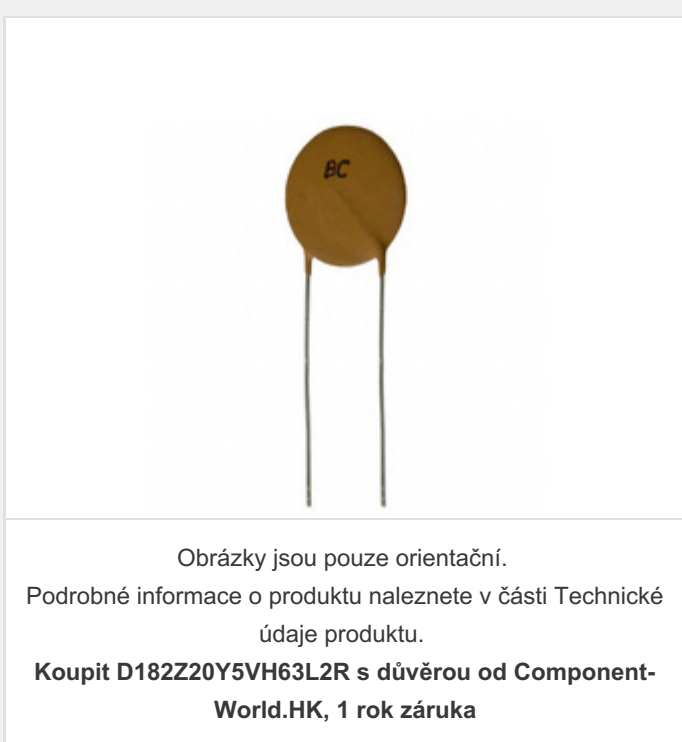 BC
Obrázky jsou pouze orientační.
Podrobné informace o produktu naleznete v části Technické
údaje produktu.
Koupit D182Z20Y5VH63L2R s důvěrou od Component-
World.HK, 1 rok záruka